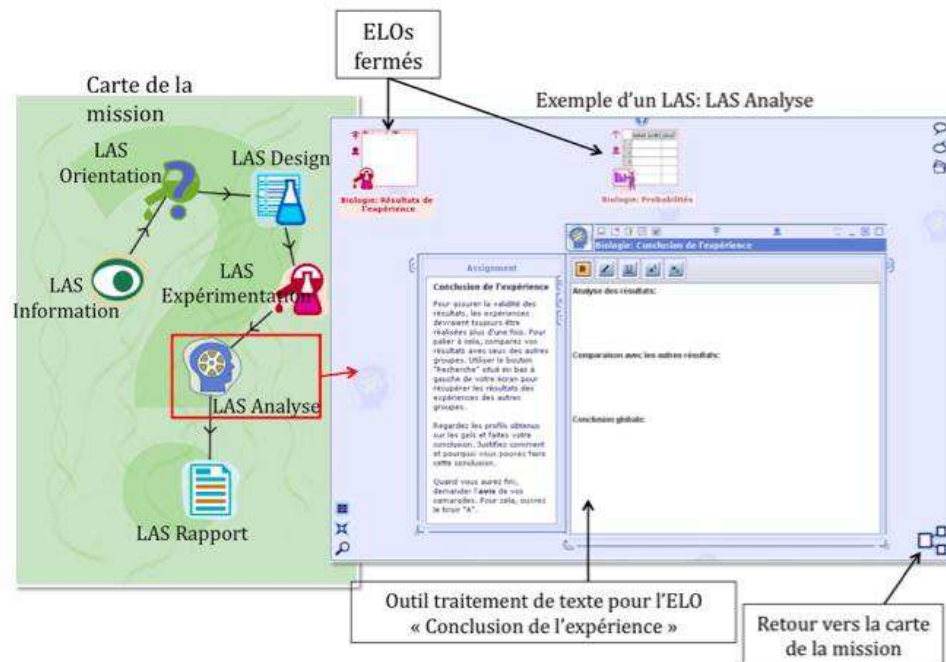 ELOs
fermés
Carte de la
mission
Exemple d'un LAS: LAS Analyse
LAS
Orientation
LAS Design
LAS
Information
LAS
Expérimentation
LAS Analyse
LAS Rapport
Biologie: Résultats de
l'expérience
Biologie: Probabilités
Biologie: Conclusion de l'expérience
Assignment
Conclusion de l'expérience
Pour assurer la validité des
résultats, les expériences
devraient toujours être
réalisées plus d'une fois. Pour
palier à cela, comparez vos
résultats avec ceux des autres
groupes. Utiliser le bouton
"Recherche" situé en bas à
gauche de votre écran pour
récupérer les résultats des
expériences des autres
groupes.
Regardez les profils obtenus
sur les gels et faites votre
conclusion. Justifiez comment
et pourquoi vous pouvez faire
cette conclusion.
Quand vous aurez fini,
demander l'avis de vos
camarades. Pour cela, ouvrez
le tiroir "A".
Analyse des résultats:
Comparaison avec les autres résultats:
Conclusion globale:
Outil traitement de texte pour l'ELO
« Conclusion de l'expérience »
Retour vers la carte
de la mission